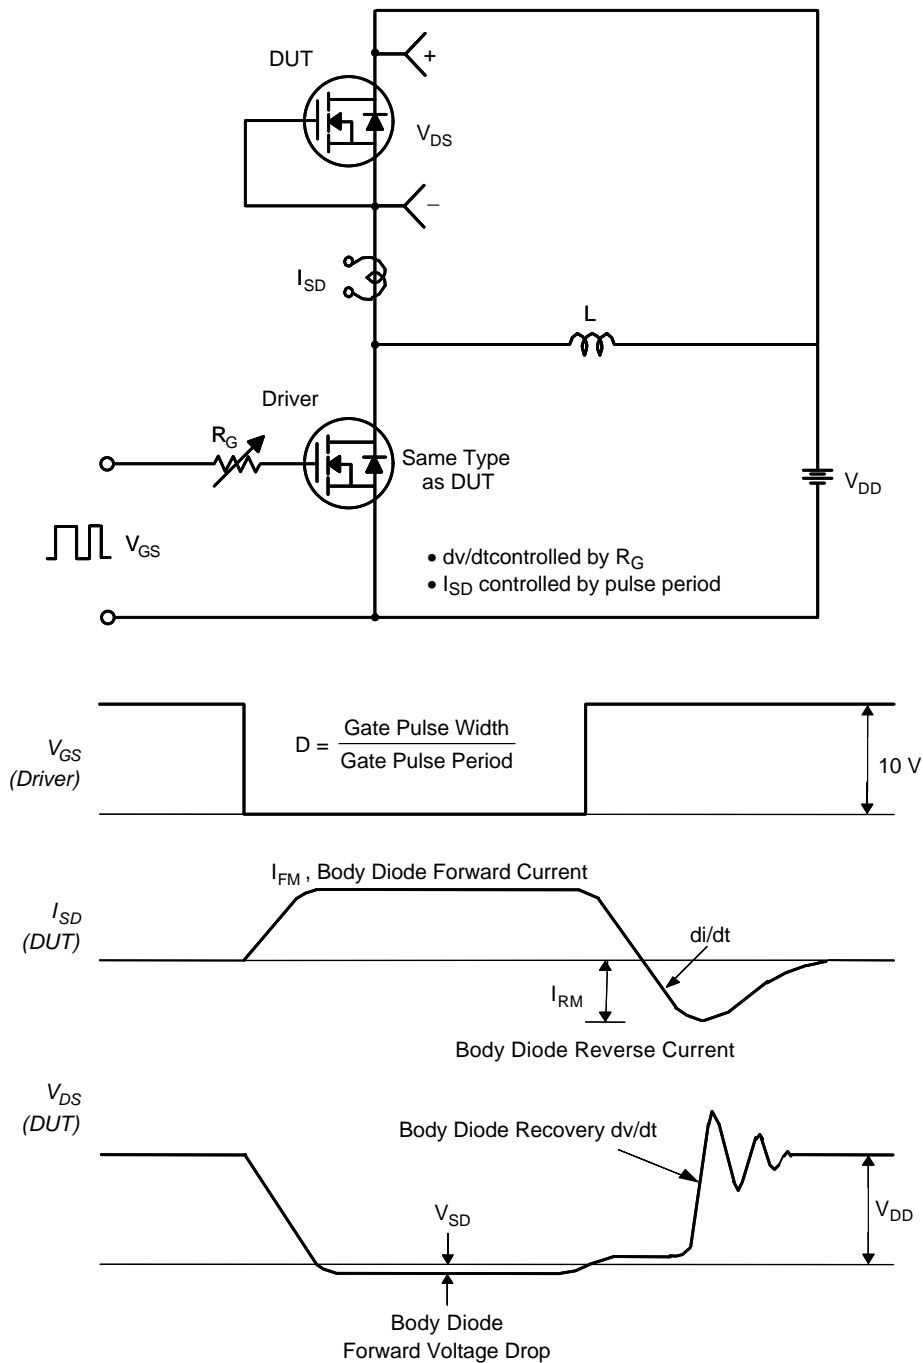 DUT
+
V_DS
−
I_SD
L
Driver
R_G
Same Type
as DUT
V_DD
V_GS
• dv/dtcontrolled by R_G
• I_SD controlled by pulse period
V_GS
(Driver)
D = Gate Pulse Width
Gate Pulse Period
10 V
I_FM , Body Diode Forward Current
I_SD
(DUT)
di/dt
I_RM
Body Diode Reverse Current
V_DS
(DUT)
Body Diode Recovery dv/dt
V_SD
V_DD
Body Diode
Forward Voltage Drop